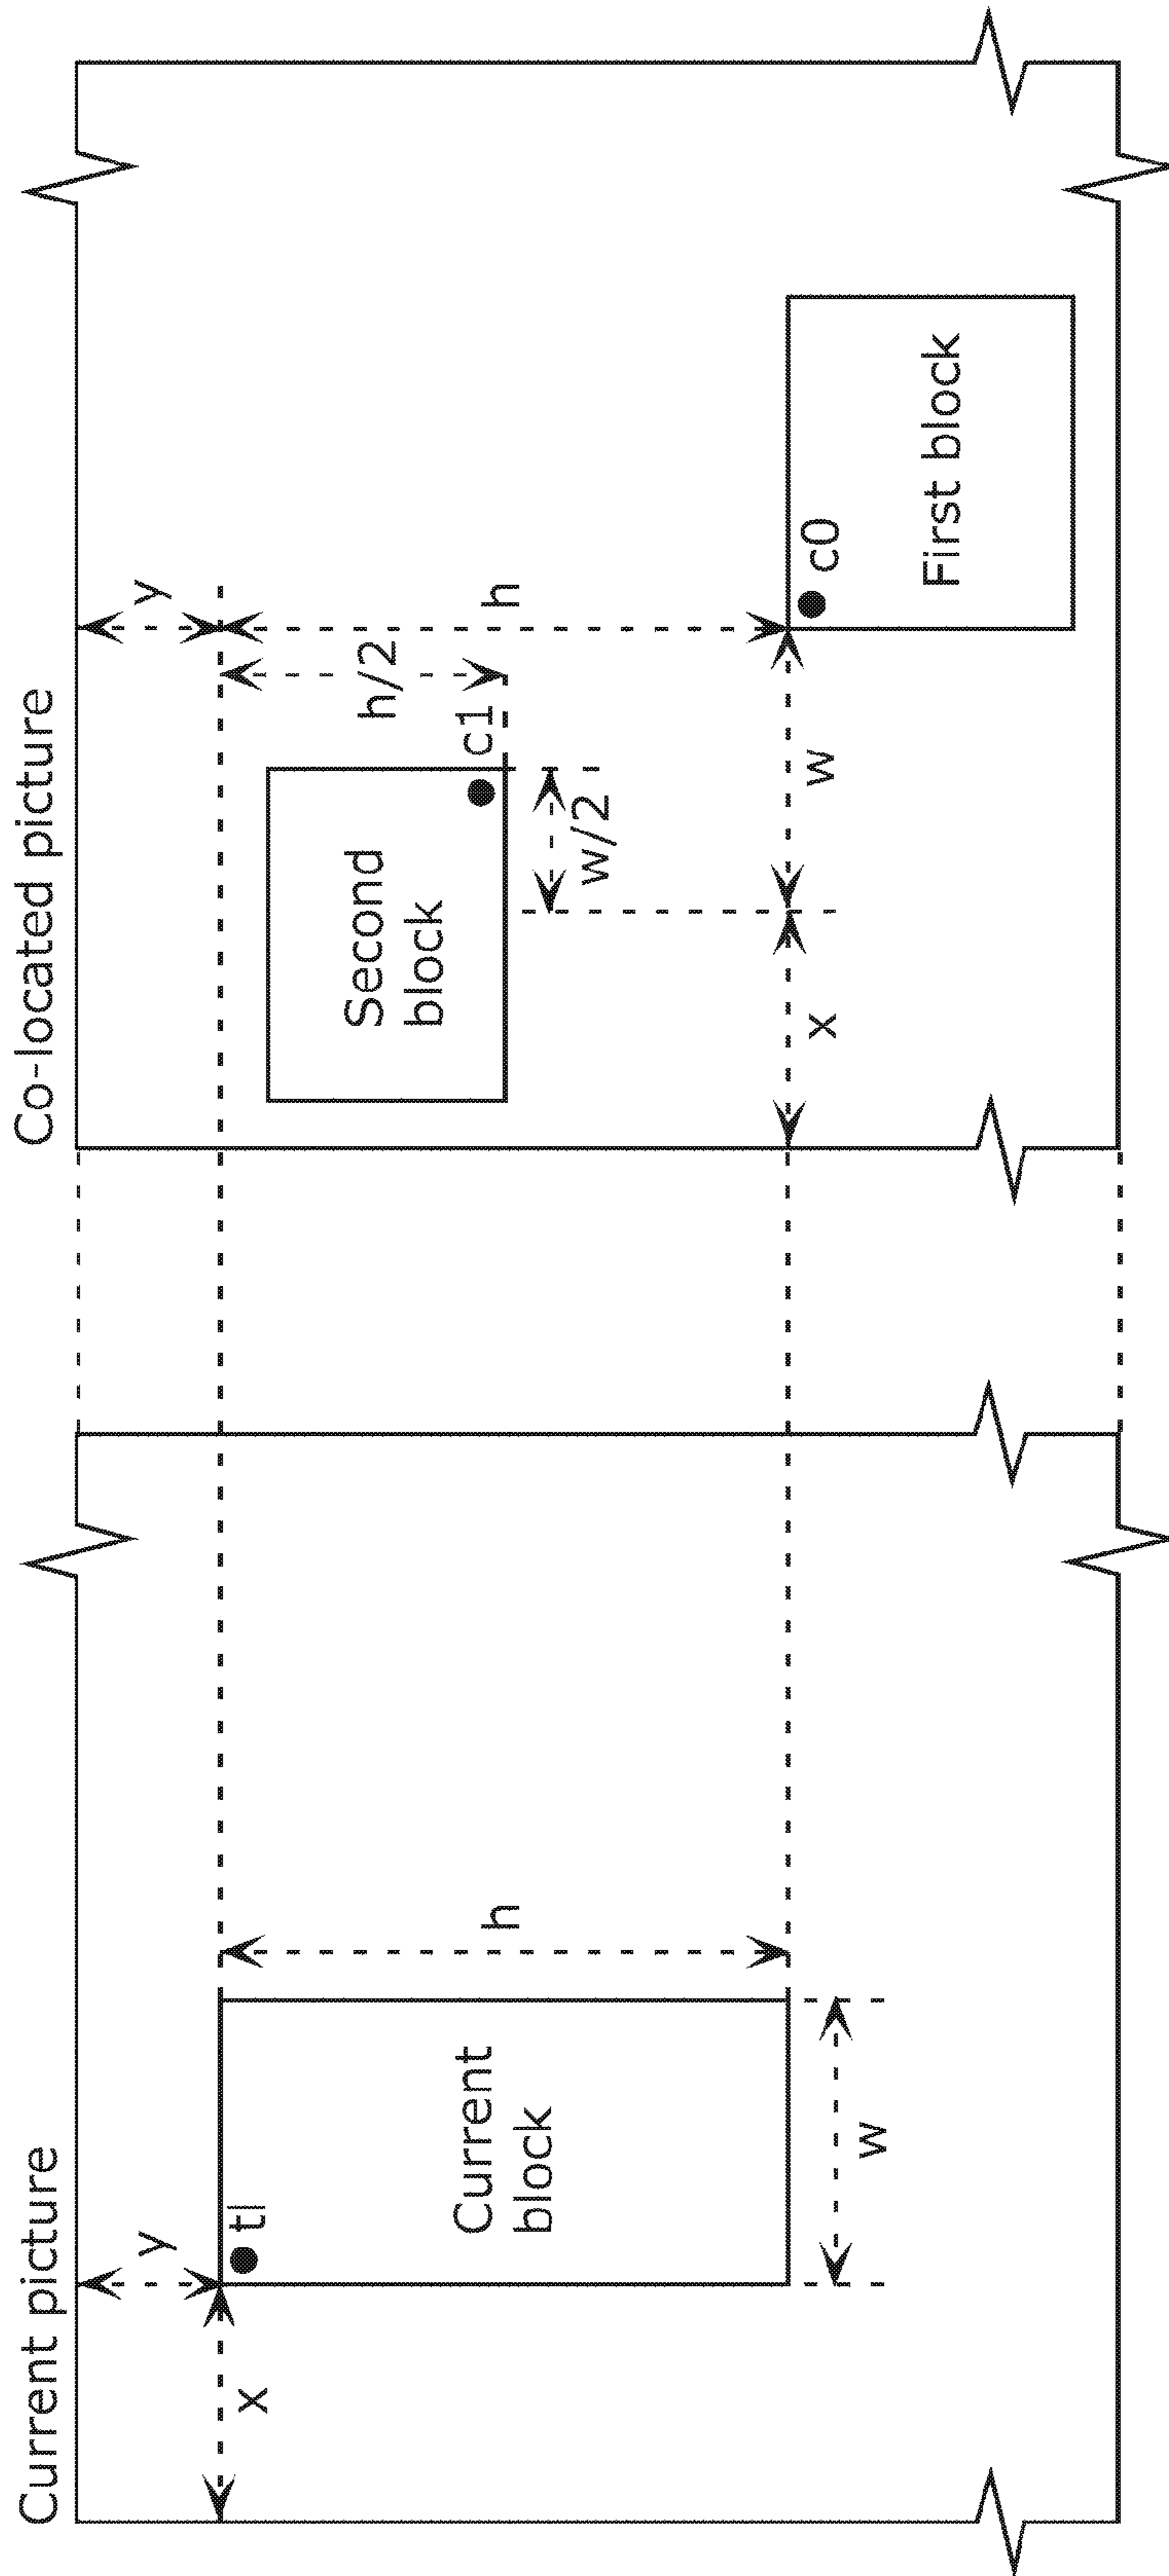 Current picture
y
x
tl
Current
block
h
w
Co-located picture
y
h/2
h
Second
block
c1
w/2
x
w
c0
First block